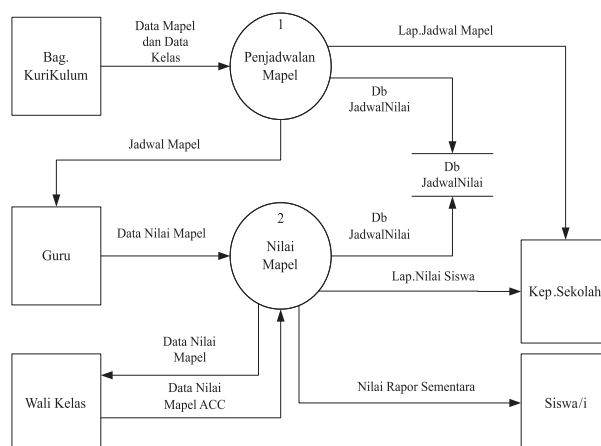 Data Mapel
dan Data
Kelas
1
Penjadwalan
Mapel
Lap.Jadwal Mapel
Bag.
KuriKulum
Db
JadwalNilai
Jadwal Mapel
Db
JadwalNilai
Guru
Data Nilai Mapel
2
Nilai
Mapel
Db
JadwalNilai
Lap.Nilai Siswa
Kep.Sekolah
Data Nilai
Mapel
Wali Kelas
Data Nilai
Mapel ACC
Nilai Rapor Sementara
Siswa/i